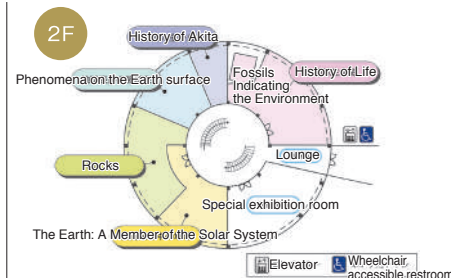 2F
History of Akita
Phenomena on the Earth surface
Fossils
Indicating
the Environment
History of Life
Lounge
Rocks
Special exhibition room
The Earth: A Member of the Solar System
Elevator
Wheelchair
accessible restroom